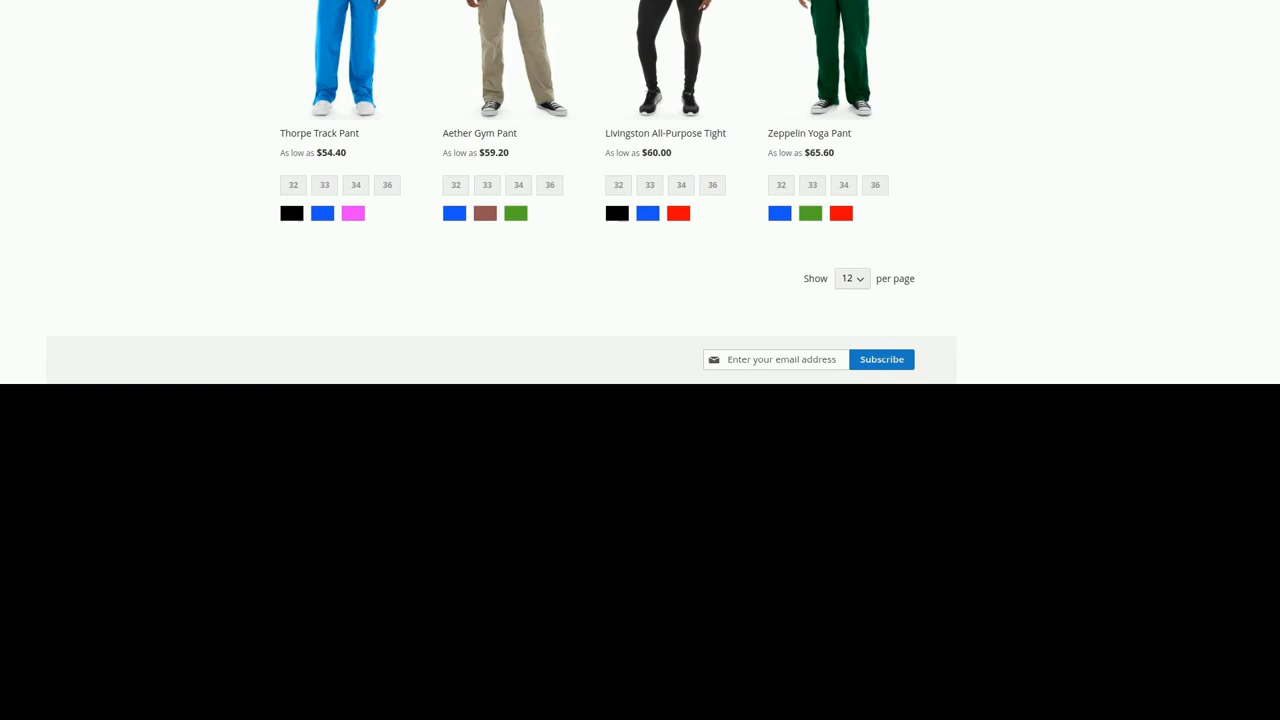 Thorpe Track Pant
As low as $54.40
32 33 34 36
Aether Gym Pant
As low as $59.20
32 33 34 36
Livingston All-Purpose Tight
As low as $60.00
32 33 34 36
Zeppelin Yoga Pant
As low as $65.60
32 33 34 36
Show 12 per page
Enter your email address Subscribe